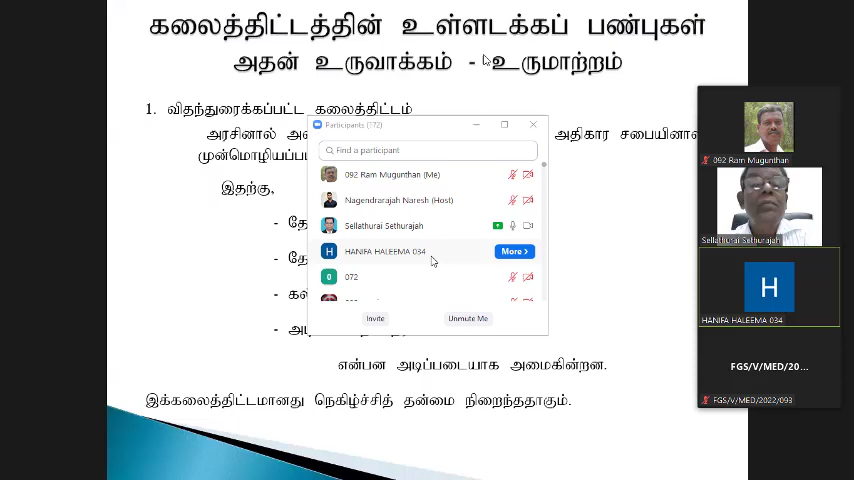 கலைத்திட்டத்தின் உள்ளடக்கப் பண்புகள்
அதன் உருவாக்கம் - உருமாற்றம்
1. விதந்துரைக்கப்பட்ட கலைத்திட்டம்
அரசினால் அதிகார சபையினால்
முன்மொழியப்
இதற்கு,
என்பன அடிப்படையாக அமைகின்றன.
இக்கலைத்திட்டமானது நெகிழ்ச்சித் தன்மை நிறைந்ததாகும்.
Participants (172)
Find a participant
092 Ram Mugunthan (Me)
Nagendrarajah Naresh (Host)
Sellathurai Sethurajah
H HANIFA HALEEMA 034 More
0 072
Invite Unmute Me
092 Ram Mugunthan
Sellathurai Sethurajah
H
HANIFA HALEEMA 034
FGS/V/MED/20...
FGS/V/MED/2022/093